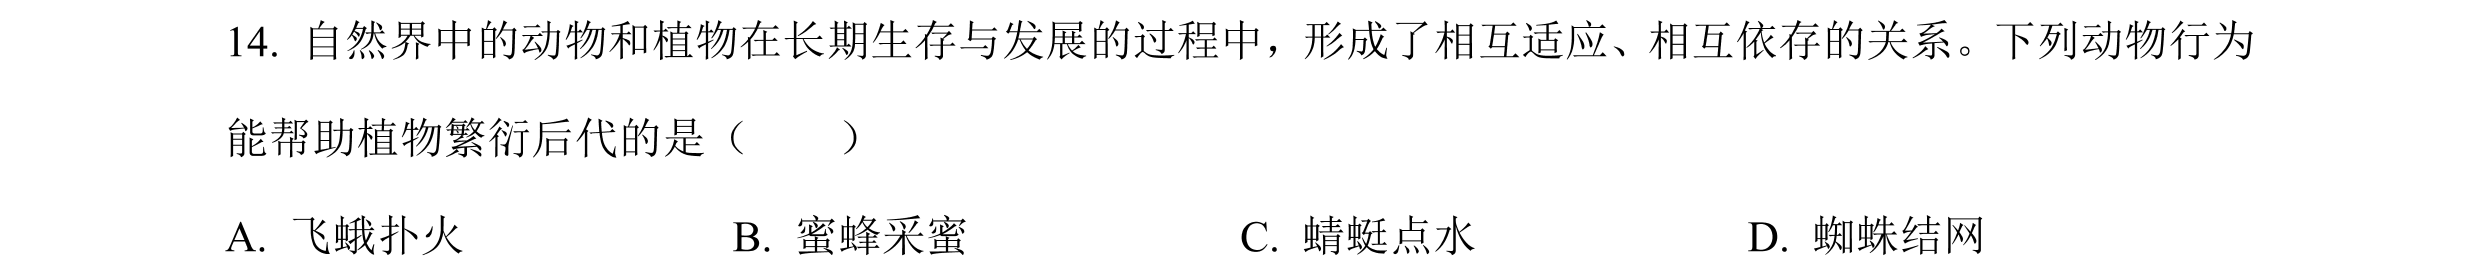 14. 自然界中的动物和植物在长期生存与发展的过程中，形成了相互适应、相互依存的关系。下列动物行为
能帮助植物繁衍后代的是（　　）
A. 飞蛾扑火　B. 蜜蜂采蜜　C. 蜻蜓点水　D. 蜘蛛结网